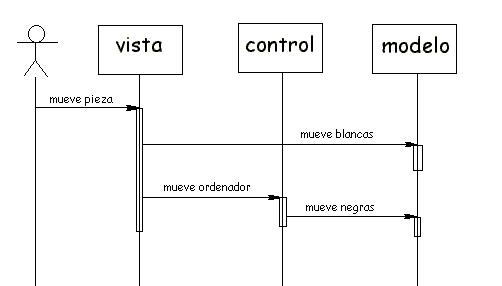 vista
control
modelo
mueve pieza
mueve blancas
mueve ordenador
mueve negras